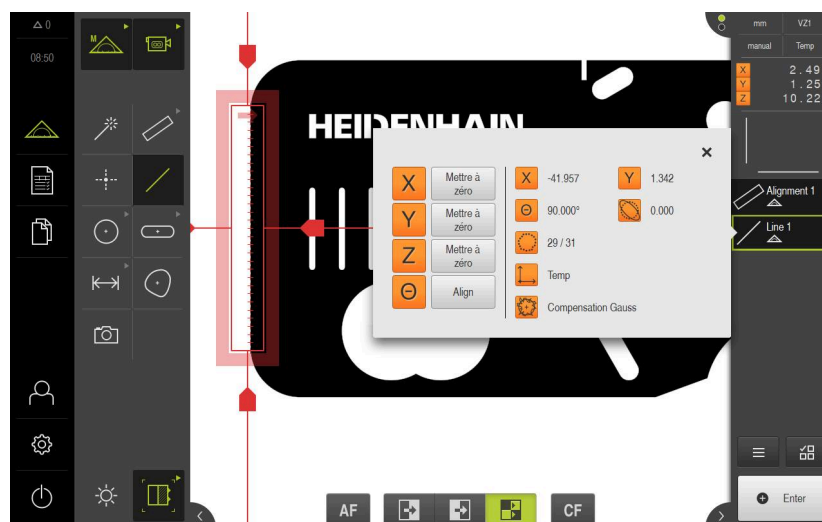 0
08:50
M
mm
VZ1
manual
Temp
X 2.49
Y 1.25
Z 10.22
HEIDENHAIN
X Mettre à zéro
Y Mettre à zéro
Z Mettre à zéro
Θ Align
X -41.957
Y 1.342
Θ 90.000°
0.000
29 / 31
Temp
Compensation Gauss
Alignment 1
Line 1
AF
CF
Enter